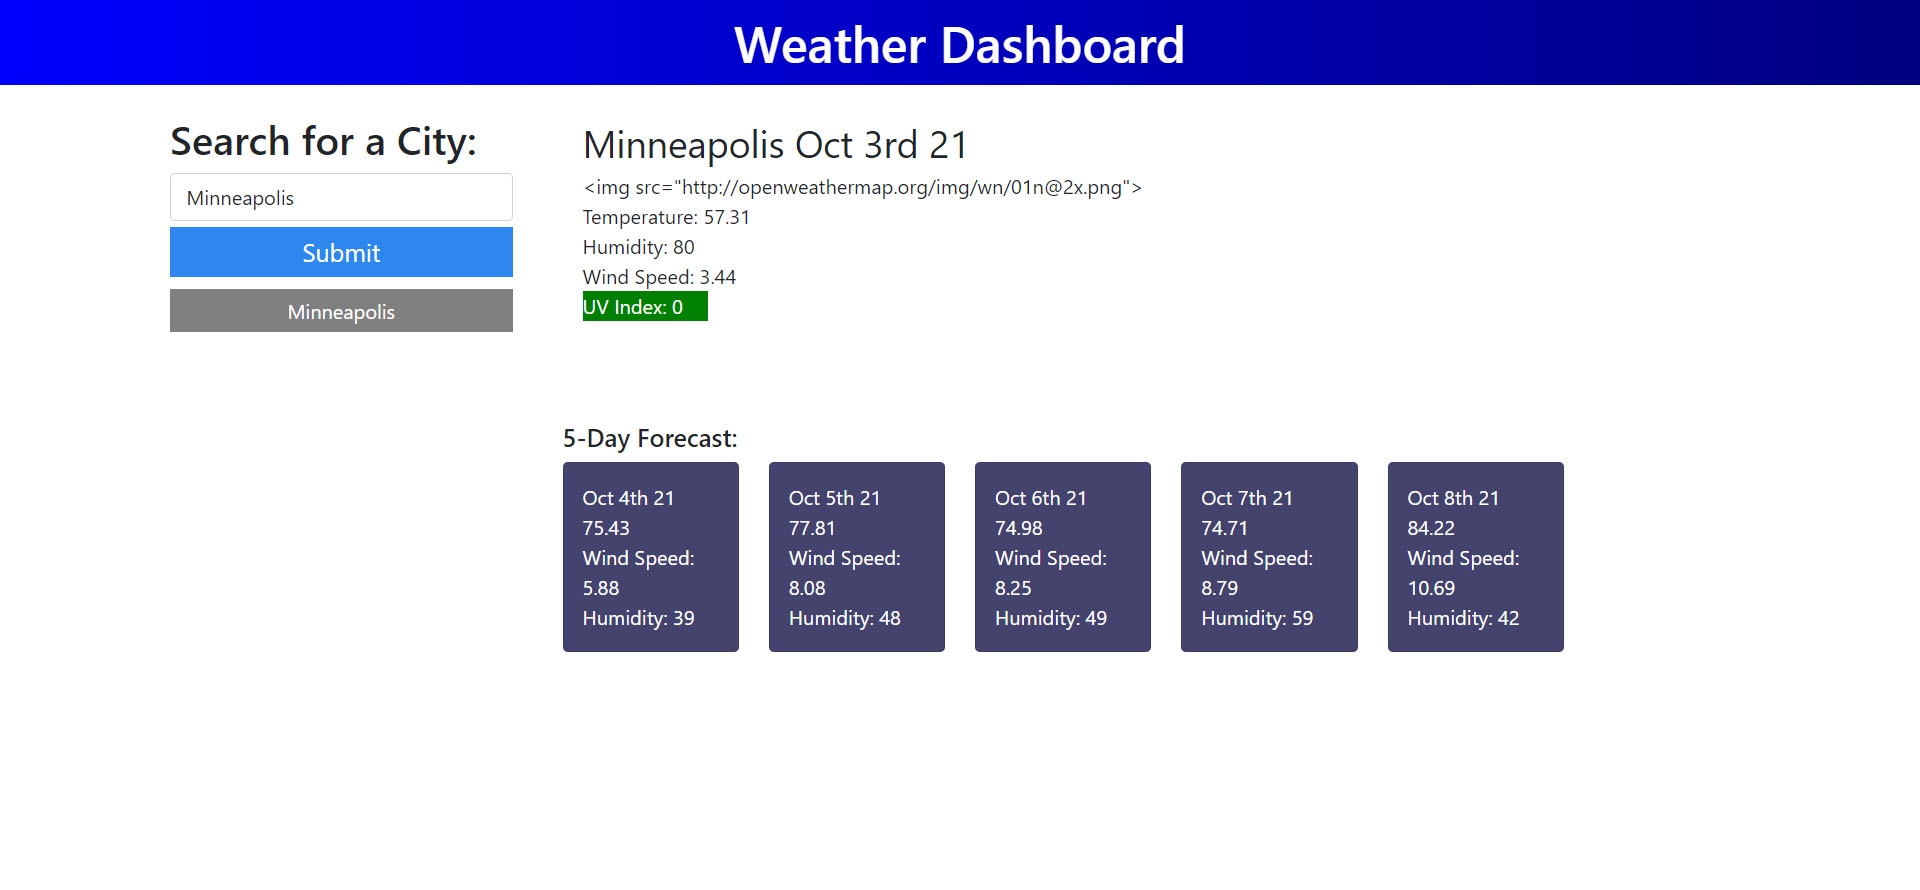 Weather Dashboard
Search for a City:
Minneapolis
Submit
Minneapolis
Minneapolis Oct 3rd 21
<img src="http://openweathermap.org/img/wn/01n@2x.png">
Temperature: 57.31
Humidity: 80
Wind Speed: 3.44
UV Index: 0
5-Day Forecast:
Oct 4th 21
75.43
Wind Speed:
5.88
Humidity: 39
Oct 5th 21
77.81
Wind Speed:
8.08
Humidity: 48
Oct 6th 21
74.98
Wind Speed:
8.25
Humidity: 49
Oct 7th 21
74.71
Wind Speed:
8.79
Humidity: 59
Oct 8th 21
84.22
Wind Speed:
10.69
Humidity: 42